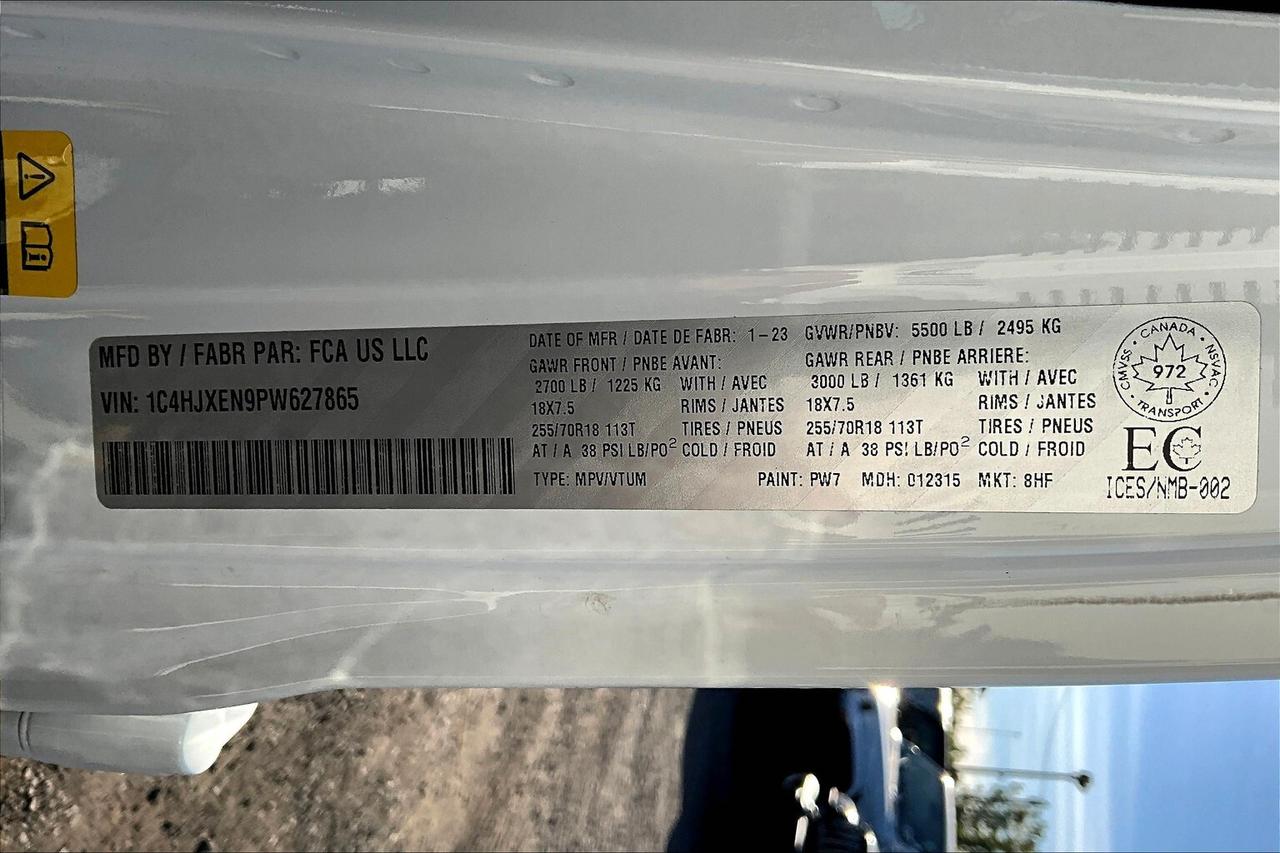 MFD BY / FABR PAR: FCA US LLC
VIN: 1C4HJXEN9PW627865
DATE OF MFR / DATE DE FABR: 1-23 GVWR/PNBV: 5500 LB / 2495 KG
GAWR FRONT / PNBE AVANT: GAWR REAR / PNBE ARRIERE:
2700 LB / 1225 KG WITH / AVEC 3000 LB / 1361 KG WITH / AVEC
18X7.5 RIMS / JANTES 18X7.5 RIMS / JANTES
255/70R18 113T TIRES / PNEUS 255/70R18 113T TIRES / PNEUS
AT / A 38 PSI LB/PO² COLD / FROID AT / A 38 PSI LB/PO² COLD / FROID
TYPE: MPV/VTUM PAINT: PW7 MDH: 012315 MKT: 8HF
CANADA
CMVSS · NSVAC
972
TRANSPORT
EC
ICES/NMB-002